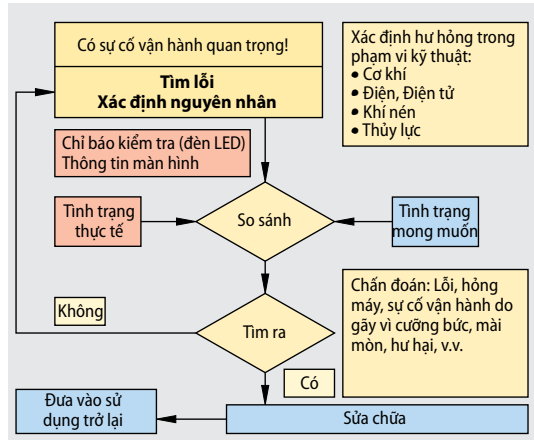 Có sự cố vận hành quan trọng!
Tìm lỗi
Xác định nguyên nhân
Xác định hư hỏng trong
phạm vi kỹ thuật:
• Cơ khí
• Điện, Điện tử
• Khí nén
• Thủy lực
Chỉ báo kiểm tra (đèn LED)
Thông tin màn hình
Tình trạng
thực tế
So sánh
Tình trạng
mong muốn
Không
Tìm ra
Chẩn đoán: Lỗi, hỏng
máy, sự cố vận hành do
gãy vì cưỡng bức, mài
mòn, hư hại, v.v.
Có
Đưa vào sử
dụng trở lại
Sửa chữa